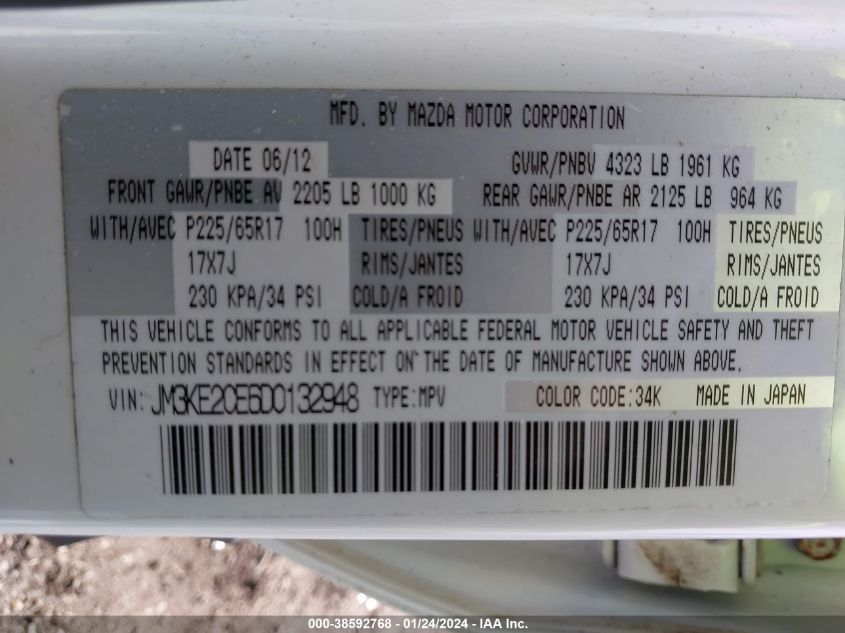 MFD. BY MAZDA MOTOR CORPORATION
DATE 06/12 GVWR/PNBV 4323 LB 1961 KG
FRONT GAWR/PNBE AV 2205 LB 1000 KG REAR GAWR/PNBE AR 2125 LB 964 KG
WITH/AVEC P225/65R17 100H TIRES/PNEUS WITH/AVEC P225/65R17 100H TIRES/PNEUS
17X7J RIMS/JANTES 17X7J RIMS/JANTES
230 KPA/34 PSI COLD/A FROID 230 KPA/34 PSI COLD/A FROID
THIS VEHICLE CONFORMS TO ALL APPLICABLE FEDERAL MOTOR VEHICLE SAFETY AND THEFT
PREVENTION STANDARDS IN EFFECT ON THE DATE OF MANUFACTURE SHOWN ABOVE.
VIN: JM3KE2CE6D0132948 TYPE:MPV COLOR CODE:34K MADE IN JAPAN
000-38592768 - 01/24/2024 - IAA Inc.